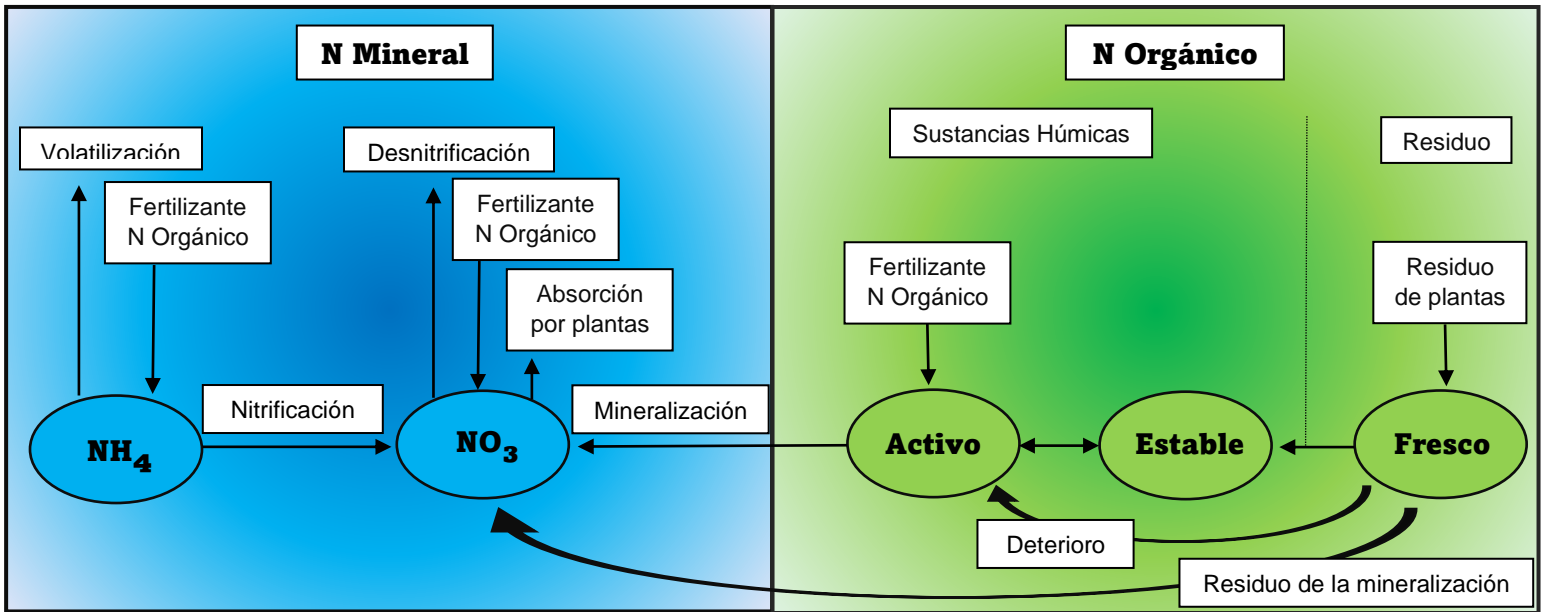 N Mineral
N Orgánico
Volatilización
Desnitrificación
Sustancias Húmicas
Residuo
Fertilizante
N Orgánico
Fertilizante
N Orgánico
Absorción
por plantas
Fertilizante
N Orgánico
Residuo
de plantas
Nitrificación
Mineralización
NH4
NO3
Activo
Estable
Fresco
Deterioro
Residuo de la mineralización